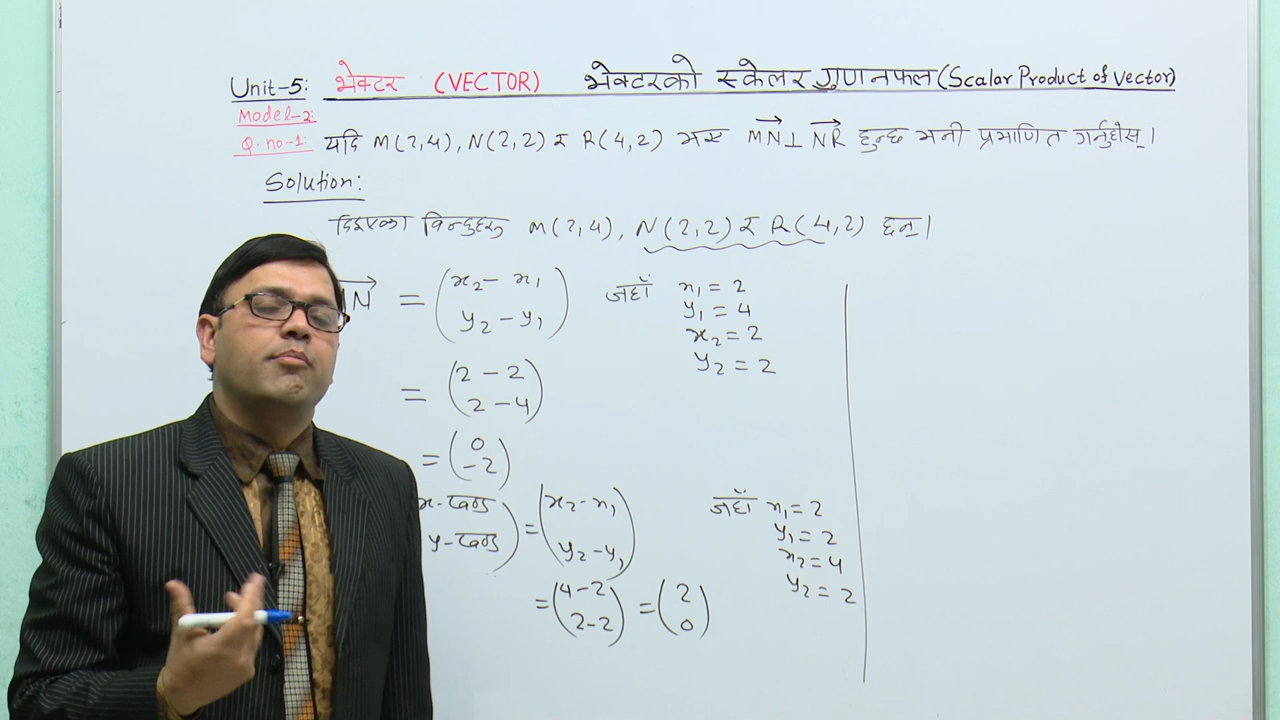 Unit-5: भेक्टर (VECTOR) भेक्टरको स्केलर गुणनफल (Scalar Product of Vector)
Model-2:
Q.no-1: यदि M(2,4), N(2,2) र R(4,2) भए MN⃗ ⊥ NR⃗ हुन्छ भनी प्रमाणित गर्नुहोस् ।
Solution:
दिइएका विन्दुहरू M(2,4), N(2,2) र R(4,2) छन् ।
N = (x₂ - x₁
y₂ - y₁)
जहाँ x₁ = 2
y₁ = 4
x₂ = 2
y₂ = 2
= (2 - 2
2 - 4)
= (0
-2)
x-खण्ड
y-खण्ड) = (x₂ - x₁
y₂ - y₁)
जहाँ x₁ = 2
y₁ = 2
x₂ = 4
y₂ = 2
= (4 - 2
2 - 2) = (2
0)